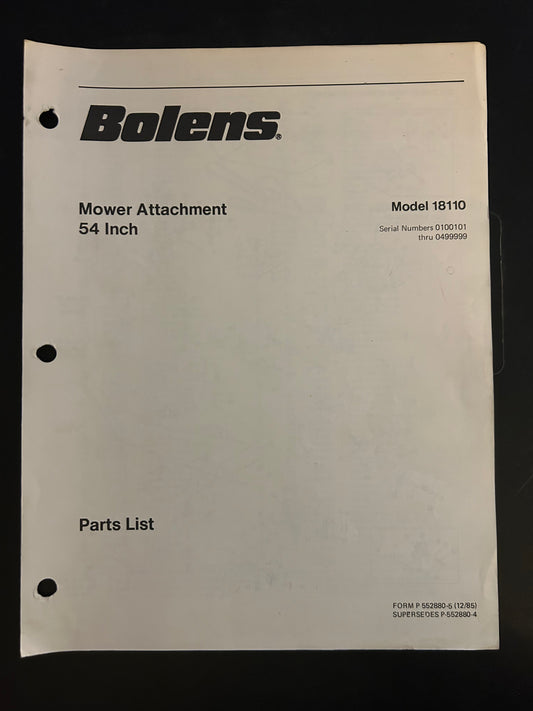 Bolens®
Mower Attachment
54 Inch
Model 18110
Serial Numbers 0100101
thru 0499999
Parts List
FORM P-552880-5 (12/85)
SUPERSEDES P-552880-4